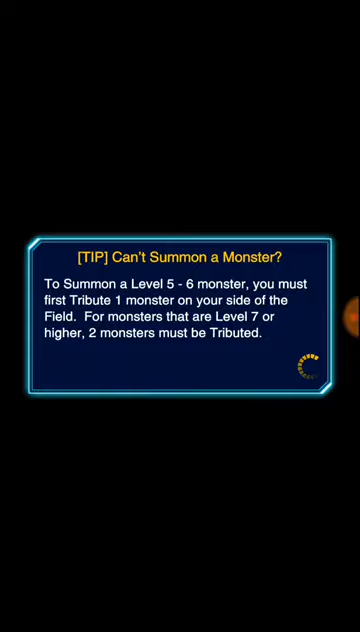 [TIP] Can't Summon a Monster?
To Summon a Level 5 - 6 monster, you must
first Tribute 1 monster on your side of the
Field.  For monsters that are Level 7 or
higher, 2 monsters must be Tributed.